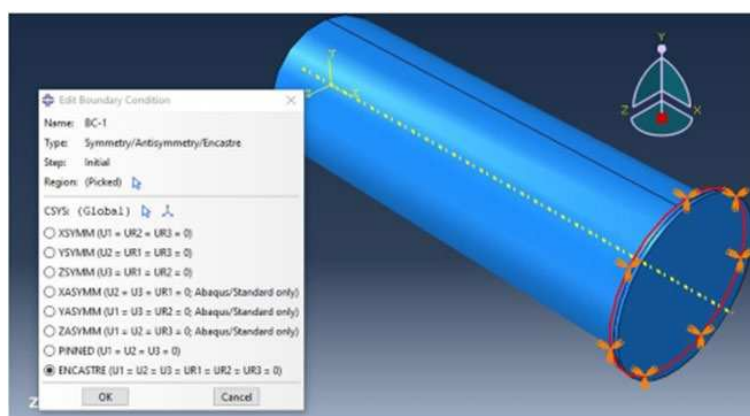 Edit Boundary Condition
Name: BC-1
Type: Symmetry/Antisymmetry/Encastre
Step: Initial
Region: (Picked)
CSYS: (Global)
XSYMM (U1 = UR2 = UR3 = 0)
YSYMM (U2 = UR1 = UR3 = 0)
ZSYMM (U3 = UR1 = UR2 = 0)
XASYMM (U2 = U3 = UR1 = 0; Abaqus/Standard only)
YASYMM (U1 = U3 = UR2 = 0; Abaqus/Standard only)
ZASYMM (U1 = U2 = UR3 = 0; Abaqus/Standard only)
PINNED (U1 = U2 = U3 = 0)
ENCASTRE (U1 = U2 = U3 = UR1 = UR2 = UR3 = 0)
OK Cancel
Y
Z X
Z